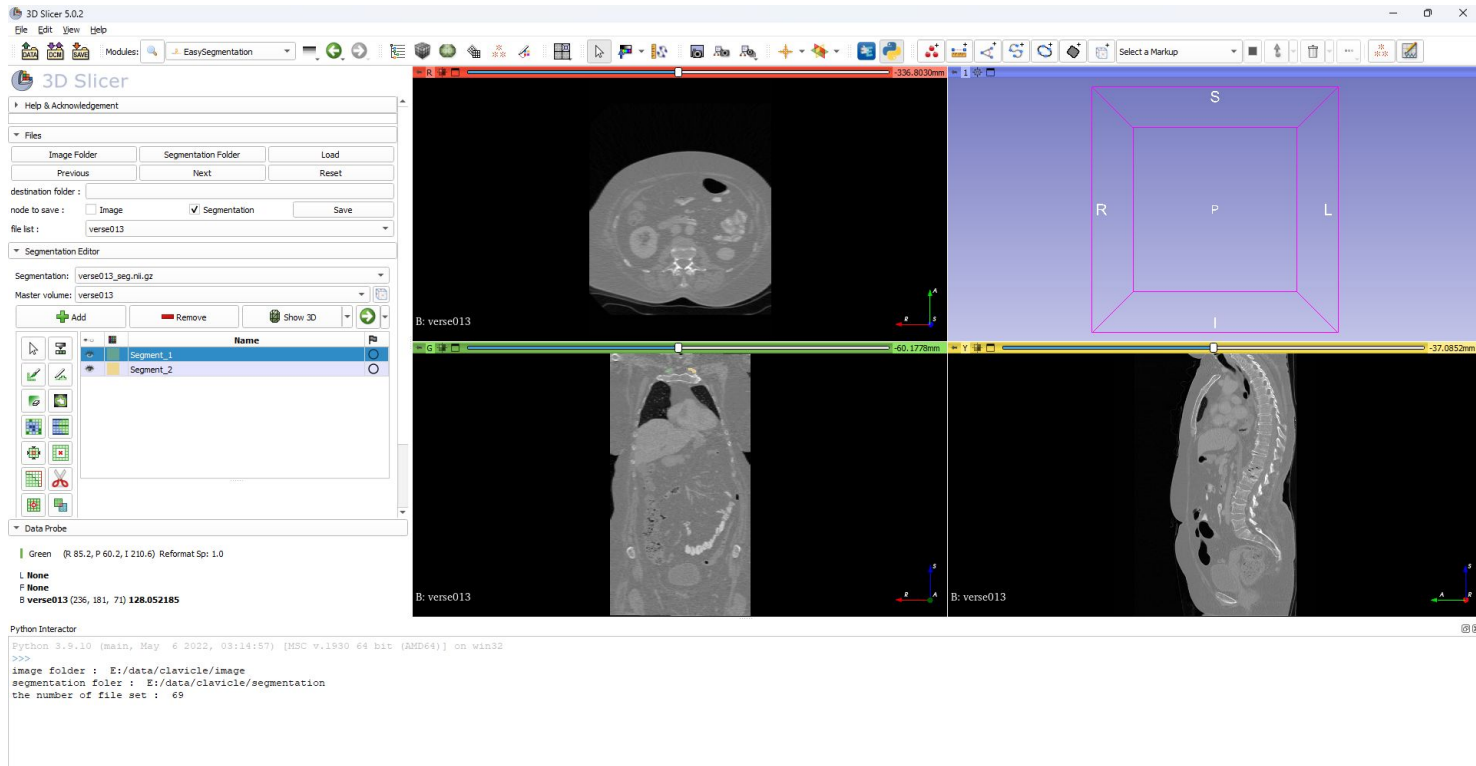 3D Slicer 5.0.2
File Edit View Help
DATA DCM SAVE Modules: EasySegmentation Select a Markup
3D Slicer
Help & Acknowledgement
Files
Image Folder Segmentation Folder Load
Previous Next Reset
destination folder :
node to save : Image Segmentation Save
file list : verse013
Segmentation Editor
Segmentation: verse013_seg.nii.gz
Master volume: verse013
Add Remove Show 3D
Name
Segment_1
Segment_2
Data Probe
Green (R 85.2, P 60.2, I 210.6) Reformat Sp: 1.0
L None
F None
B verse013 (236, 181, 71) 128.052185
R -336.8030mm
A
R S
B: verse013
1
S
R P L
I
G -60.1778mm
S
R A
B: verse013
Y -37.0852mm
S
A R
B: verse013
Python Interactor
Python 3.9.10 (main, May 6 2022, 03:14:57) [MSC v.1930 64 bit (AMD64)] on win32
>>>
image folder : E:/data/clavicle/image
segmentation foler : E:/data/clavicle/segmentation
the number of file set : 69